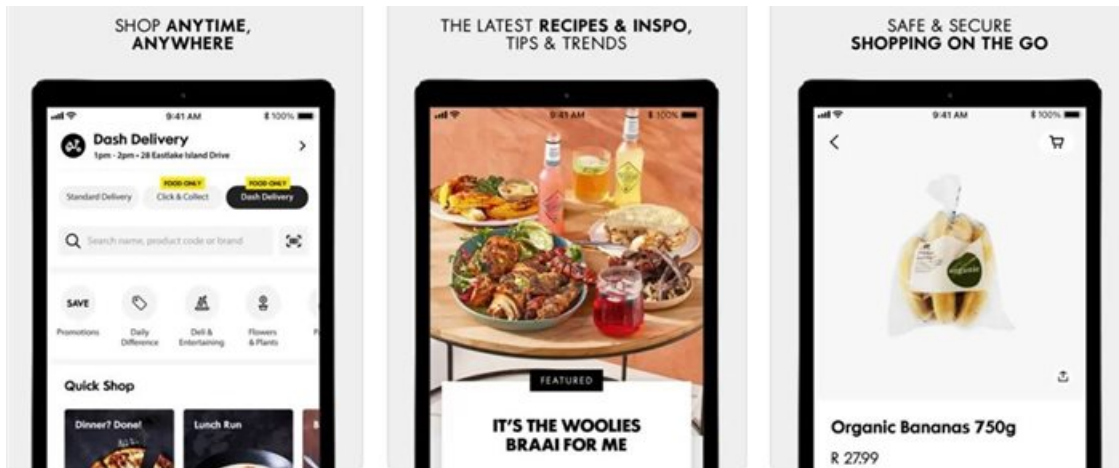 SHOP ANYTIME,
ANYWHERE
9:41 AM
100%
Dash Delivery
1pm - 2pm • 28 Eastlake Island Drive
FOOD ONLY
FOOD ONLY
Standard Delivery
Click & Collect
Dash Delivery
Search name, product code or brand
SAVE
Promotions
Daily
Difference
Deli &
Entertaining
Flowers
& Plants
Quick Shop
Dinner? Done!
Lunch Run
THE LATEST RECIPES & INSPO,
TIPS & TRENDS
9:41 AM
100%
FEATURED
IT'S THE WOOLIES
BRAAI FOR ME
SAFE & SECURE
SHOPPING ON THE GO
9:41 AM
100%
organic
Organic Bananas 750g
R 27.99